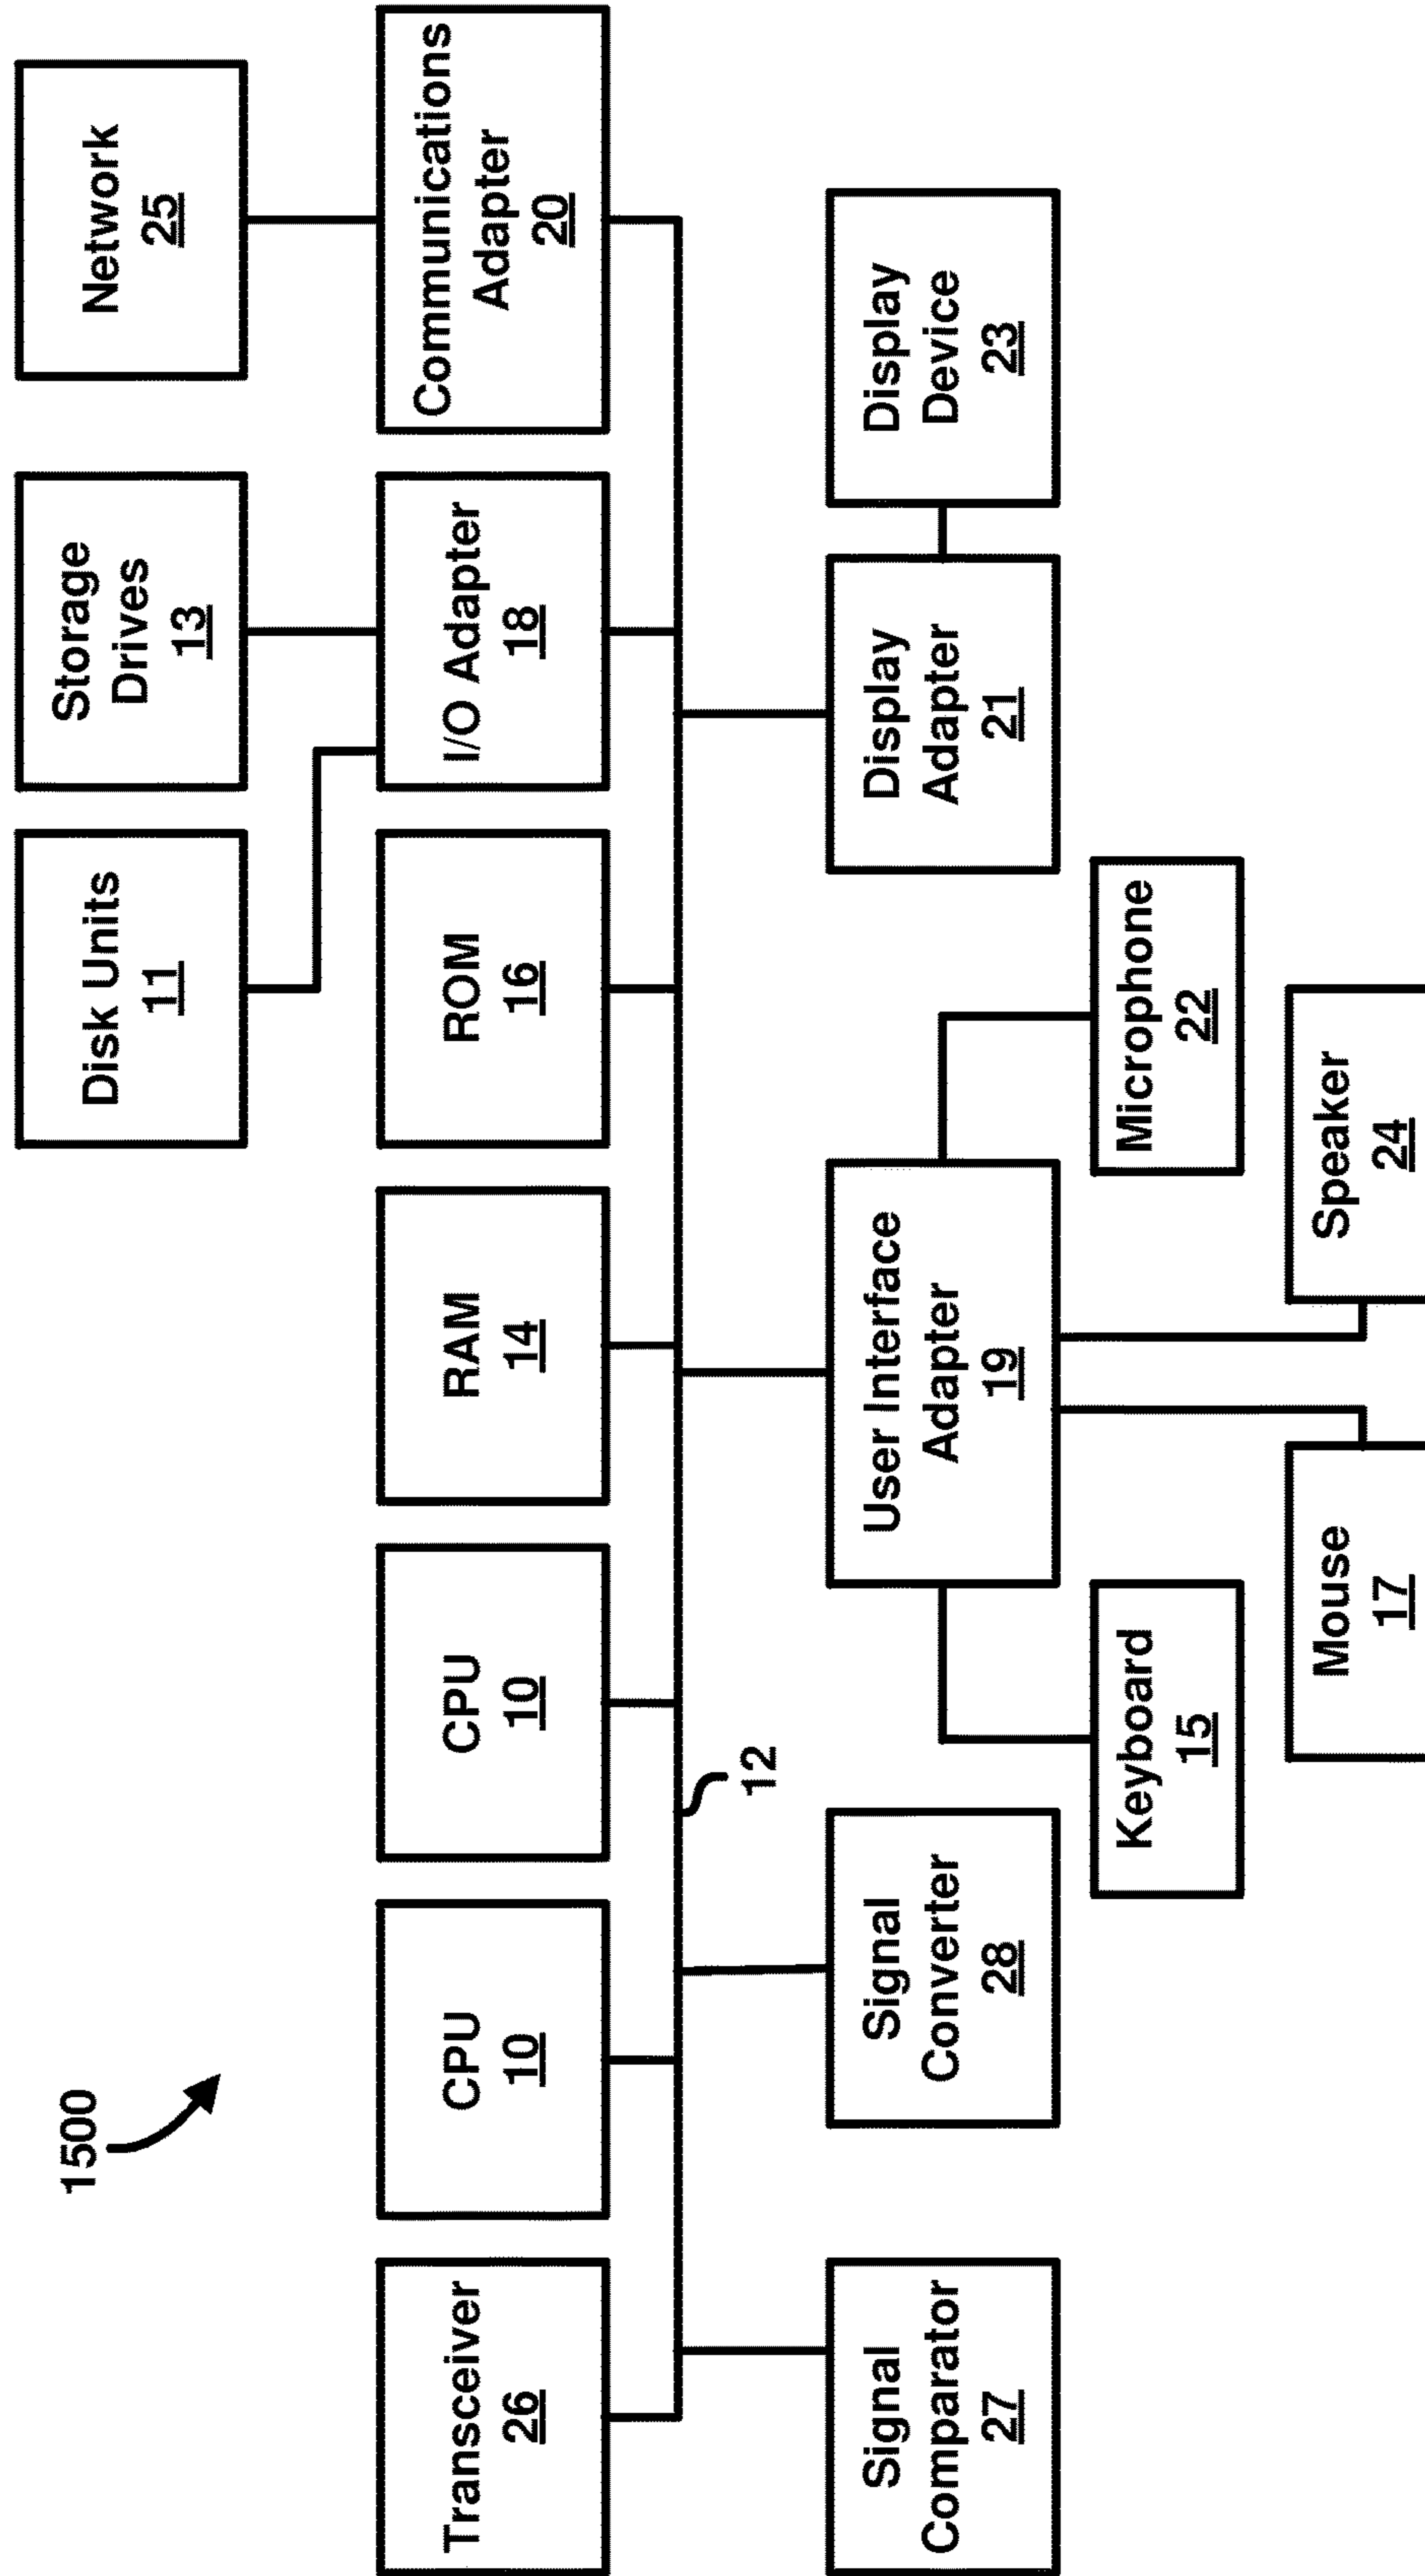 1500
Disk Units
11
Storage
Drives
13
Network
25
Transceiver
26
CPU
10
CPU
10
RAM
14
ROM
16
I/O Adapter
18
Communications
Adapter
20
12
Signal
Comparator
27
Signal
Converter
28
User Interface
Adapter
19
Display
Adapter
21
Display
Device
23
Keyboard
15
Microphone
22
Mouse
17
Speaker
24